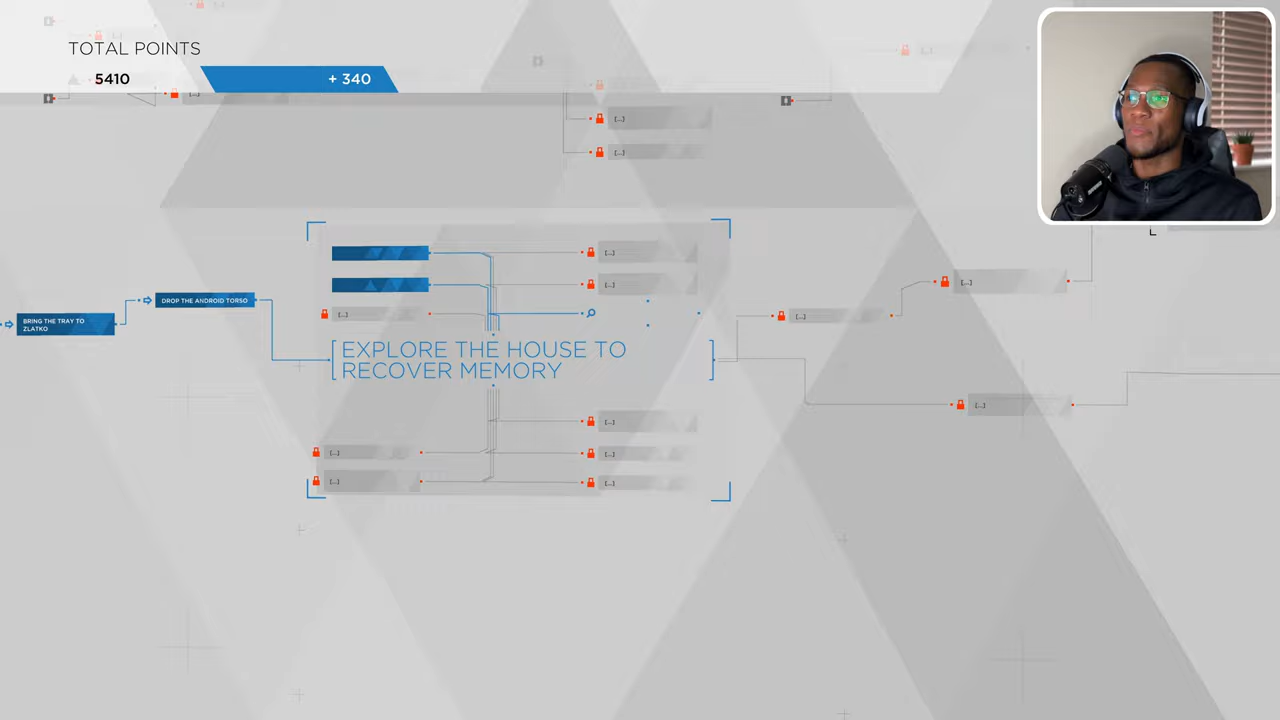 TOTAL POINTS
5410
+ 340
[...]
[...]
[...]
[...]
[...]
[...]
[...]
DROP THE ANDROID TORSO
BRING THE TRAY TO
ZLATKO
[...]
[...]
EXPLORE THE HOUSE TO
RECOVER MEMORY
[...]
[...]
[...]
[...]
[...]
[...]